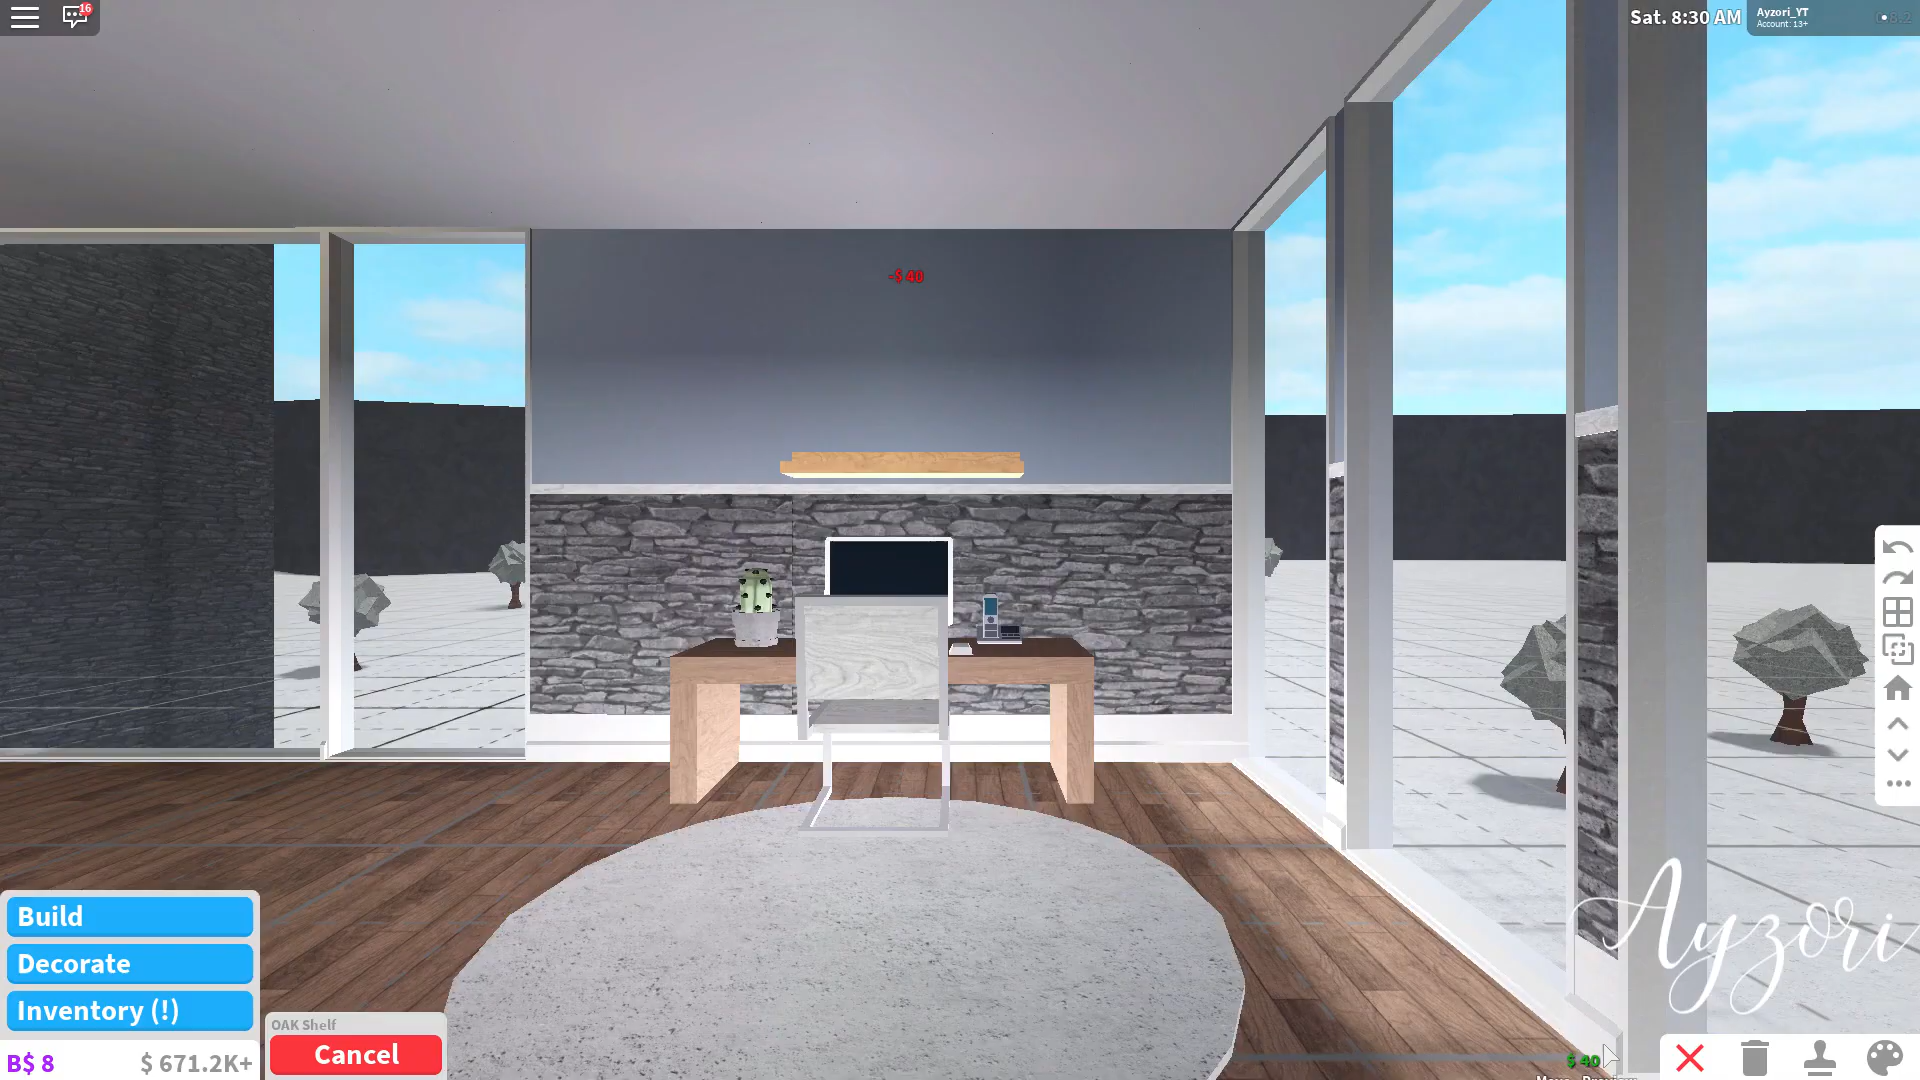 16
Sat. 8:30 AM
Ayzori_YT
Account: 13+
-$ 40
Build
Decorate
Inventory (!)
B$ 8
$ 671.2K+
OAK Shelf
Cancel
$ 40
Ayzori